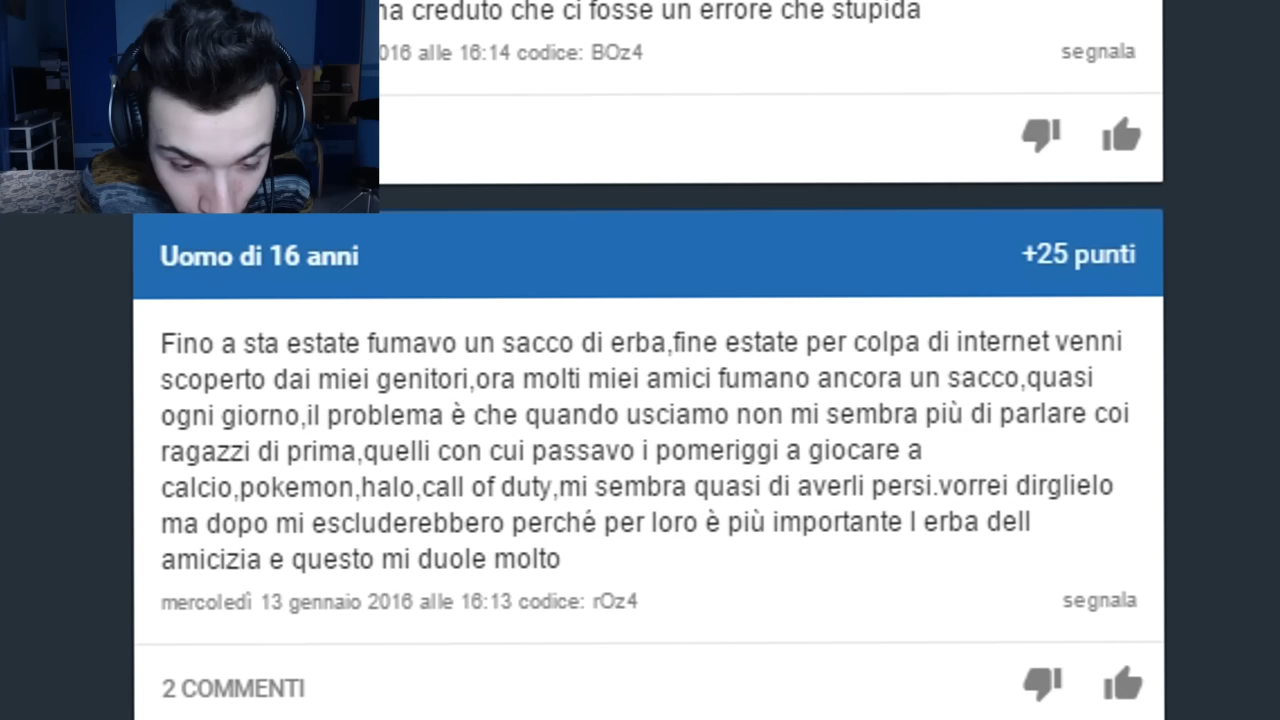 ha creduto che ci fosse un errore che stupida
016 alle 16:14 codice: BOz4 segnala
Uomo di 16 anni +25 punti
Fino a sta estate fumavo un sacco di erba,fine estate per colpa di internet venni
scoperto dai miei genitori,ora molti miei amici fumano ancora un sacco,quasi
ogni giorno,il problema è che quando usciamo non mi sembra più di parlare coi
ragazzi di prima,quelli con cui passavo i pomeriggi a giocare a
calcio,pokemon,halo,call of duty,mi sembra quasi di averli persi.vorrei dirglielo
ma dopo mi escluderebbero perché per loro è più importante l erba dell
amicizia e questo mi duole molto
mercoledì 13 gennaio 2016 alle 16:13 codice: rOz4 segnala
2 COMMENTI